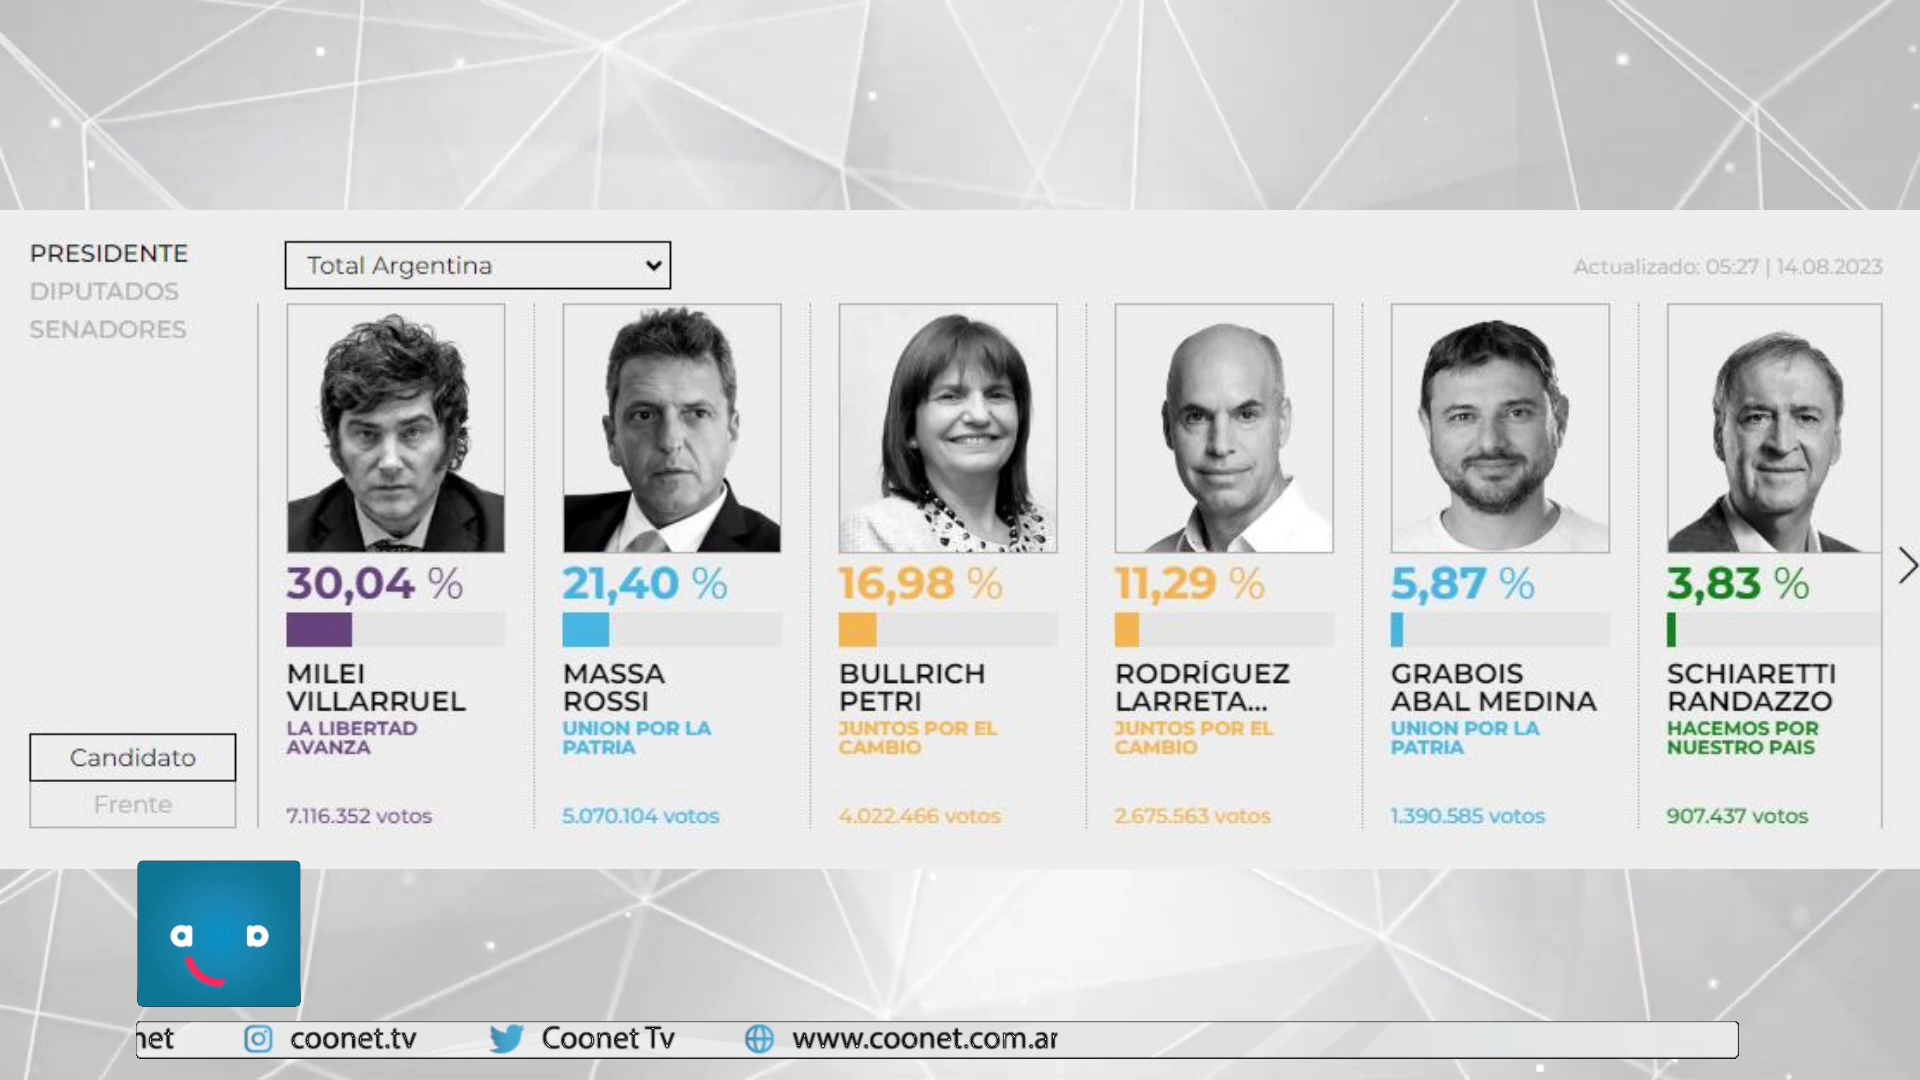 PRESIDENTE
DIPUTADOS
SENADORES
Total Argentina
Actualizado: 05:27 | 14.08.2023
30,04 %
MILEI
VILLARRUEL
LA LIBERTAD
AVANZA
7.116.352 votos
21,40 %
MASSA
ROSSI
UNION POR LA
PATRIA
5.070.104 votos
16,98 %
BULLRICH
PETRI
JUNTOS POR EL
CAMBIO
4.022.466 votos
11,29 %
RODRÍGUEZ
LARRETA...
JUNTOS POR EL
CAMBIO
2.675.563 votos
5,87 %
GRABOIS
ABAL MEDINA
UNION POR LA
PATRIA
1.390.585 votos
3,83 %
SCHIARETTI
RANDAZZO
HACEMOS POR
NUESTRO PAIS
907.437 votos
Candidato
Frente
net coonet.tv Coonet Tv www.coonet.com.ar